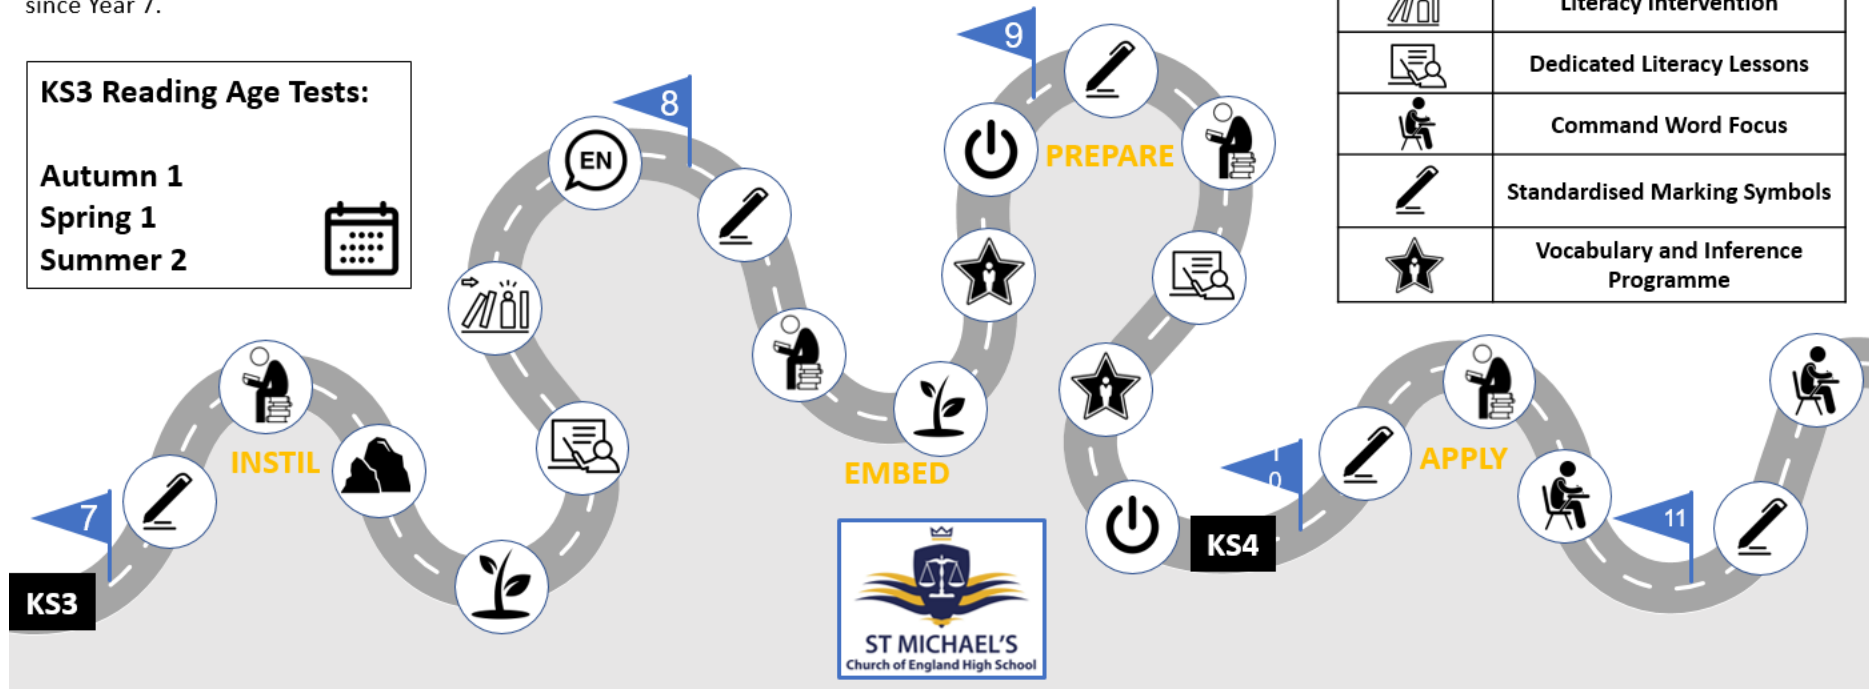 since Year 7.
KS3 Reading Age Tests:
Autumn 1
Spring 1
Summer 2
Literacy Intervention
Dedicated Literacy Lessons
Command Word Focus
Standardised Marking Symbols
Vocabulary and Inference
Programme
9
8
EN
PREPARE
INSTIL
EMBED
APPLY
7
10
11
KS3
KS4
ST MICHAEL'S
Church of England High School